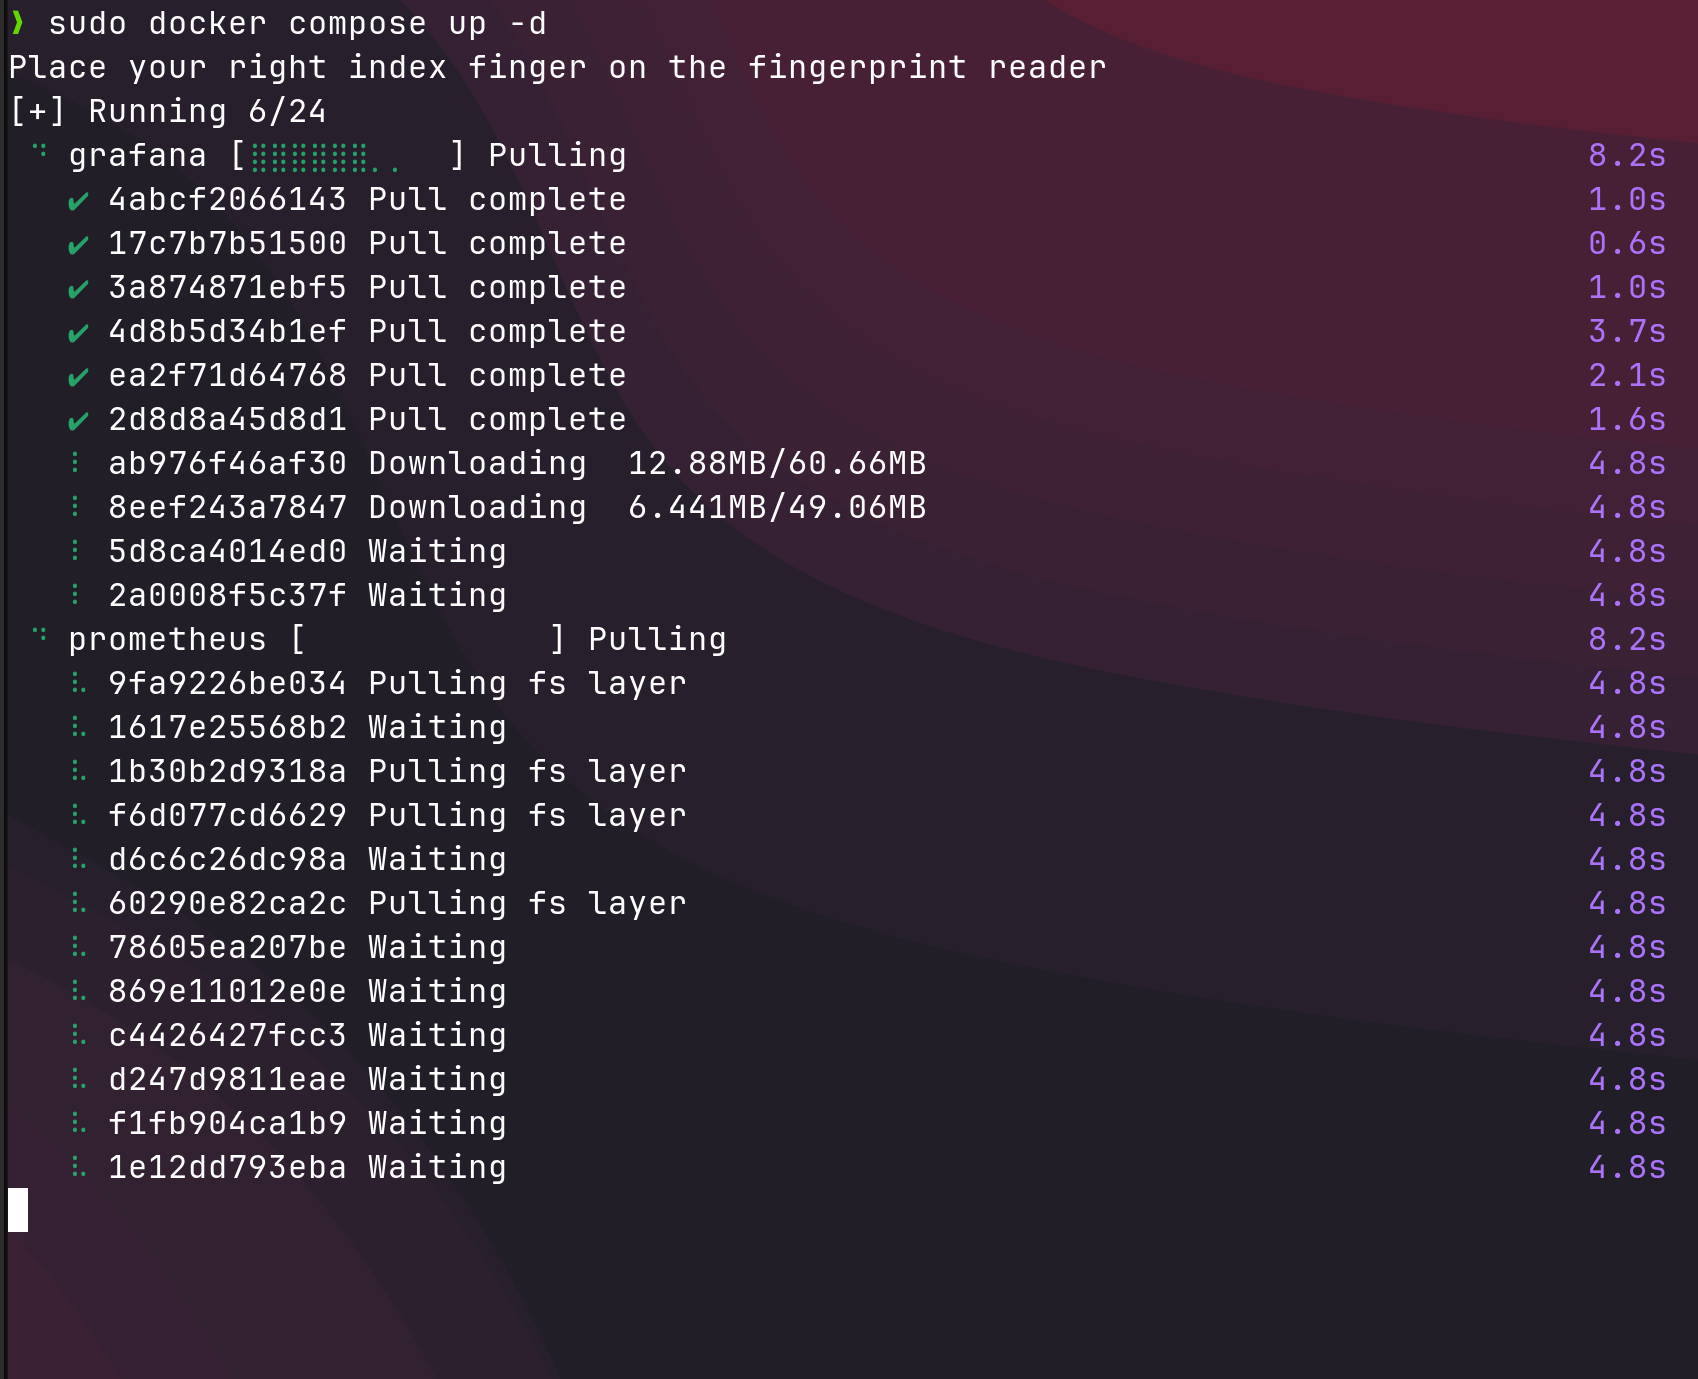 ❱ sudo docker compose up -d
Place your right index finger on the fingerprint reader
[+] Running 6/24
⠙ grafana [⣿⣿⣿⣿⣿⣿⡀⡀  ] Pulling 8.2s
✔ 4abcf2066143 Pull complete 1.0s
✔ 17c7b7b51500 Pull complete 0.6s
✔ 3a874871ebf5 Pull complete 1.0s
✔ 4d8b5d34b1ef Pull complete 3.7s
✔ ea2f71d64768 Pull complete 2.1s
✔ 2d8d8a45d8d1 Pull complete 1.6s
⡇ ab976f46af30 Downloading  12.88MB/60.66MB 4.8s
⡇ 8eef243a7847 Downloading  6.441MB/49.06MB 4.8s
⡇ 5d8ca4014ed0 Waiting 4.8s
⡇ 2a0008f5c37f Waiting 4.8s
⠙ prometheus [            ] Pulling 8.2s
⣇ 9fa9226be034 Pulling fs layer 4.8s
⣇ 1617e25568b2 Waiting 4.8s
⣇ 1b30b2d9318a Pulling fs layer 4.8s
⣇ f6d077cd6629 Pulling fs layer 4.8s
⣇ d6c6c26dc98a Waiting 4.8s
⣇ 60290e82ca2c Pulling fs layer 4.8s
⣇ 78605ea207be Waiting 4.8s
⣇ 869e11012e0e Waiting 4.8s
⣇ c4426427fcc3 Waiting 4.8s
⣇ d247d9811eae Waiting 4.8s
⣇ f1fb904ca1b9 Waiting 4.8s
⣇ 1e12dd793eba Waiting 4.8s